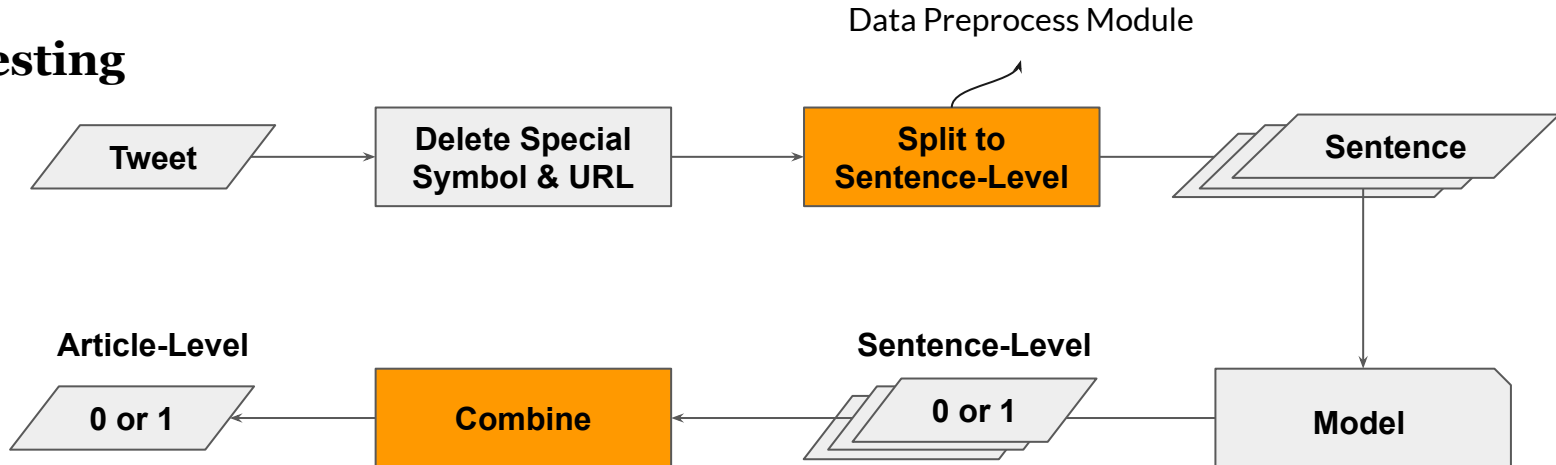 Data Preprocess Module
esting
Tweet
Delete Special
Symbol & URL
Split to
Sentence-Level
Sentence
Article-Level
Sentence-Level
0 or 1
Combine
0 or 1
Model